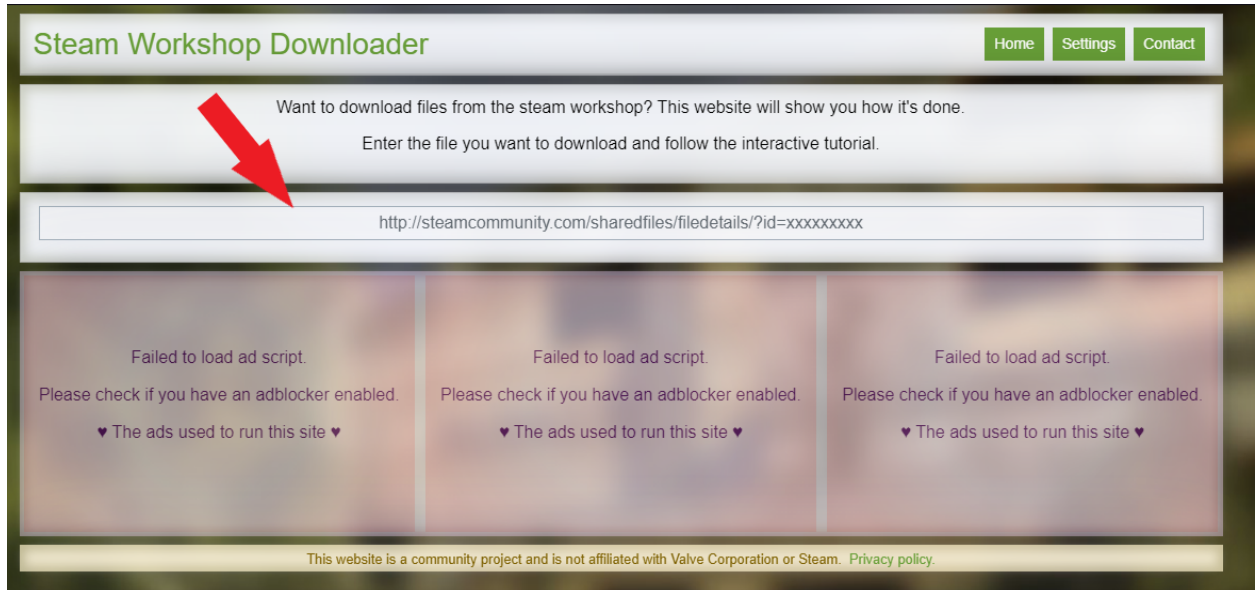 Steam Workshop Downloader
Home Settings Contact
Want to download files from the steam workshop? This website will show you how it's done.
Enter the file you want to download and follow the interactive tutorial.
http://steamcommunity.com/sharedfiles/filedetails/?id=xxxxxxxxx
Failed to load ad script.
Please check if you have an adblocker enabled.
♥ The ads used to run this site ♥
Failed to load ad script.
Please check if you have an adblocker enabled.
♥ The ads used to run this site ♥
Failed to load ad script.
Please check if you have an adblocker enabled.
♥ The ads used to run this site ♥
This website is a community project and is not affiliated with Valve Corporation or Steam. Privacy policy.